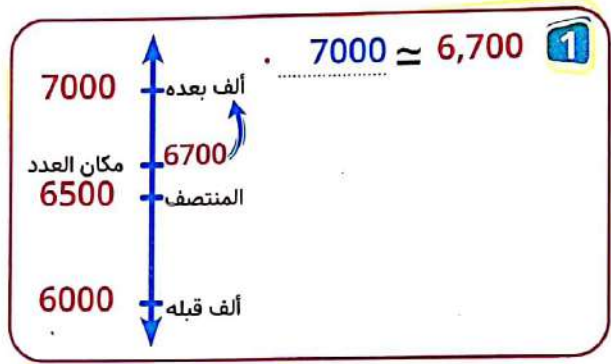 1 6,700 ≃ 7000 .
7000 ألف بعده
6700 مكان العدد
6500 المنتصف
6000 ألف قبله